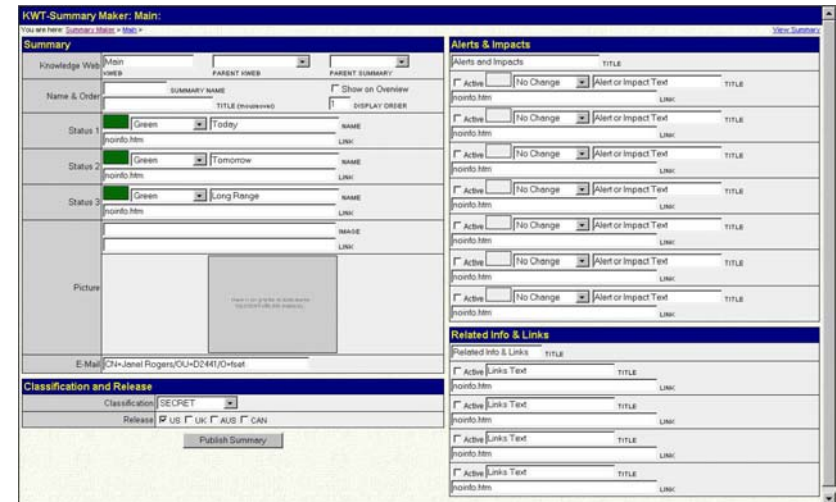 KWT-Summary Maker: Main:
You are here: Summary Maker > Main >
View Summary
Summary
Knowledge Web Main
KWEB PARENT KWEB PARENT SUMMARY
Name & Order SUMMARY NAME Show on Overview
TITLE (mouseover) 1 DISPLAY ORDER
Status 1 Green Today NAME
noinfo.htm LINK
Status 2 Green Tomorrow NAME
noinfo.htm LINK
Status 3 Green Long Range NAME
noinfo.htm LINK
Picture
IMAGE
LINK
E-Mail CN=Janel Rogers/OU=D2441/O=tset
Classification and Release
Classification SECRET
Release US UK AUS CAN
Publish Summary
Alerts & Impacts
Alerts and Impacts TITLE
Active No Change Alert or Impact Text TITLE
noinfo.htm LINK
Active No Change Alert or Impact Text TITLE
noinfo.htm LINK
Active No Change Alert or Impact Text TITLE
noinfo.htm LINK
Active No Change Alert or Impact Text TITLE
noinfo.htm LINK
Active No Change Alert or Impact Text TITLE
noinfo.htm LINK
Active No Change Alert or Impact Text TITLE
noinfo.htm LINK
Active No Change Alert or Impact Text TITLE
noinfo.htm LINK
Related Info & Links
Related Info & Links TITLE
Active Links Text TITLE
noinfo.htm LINK
Active Links Text TITLE
noinfo.htm LINK
Active Links Text TITLE
noinfo.htm LINK
Active Links Text TITLE
noinfo.htm LINK